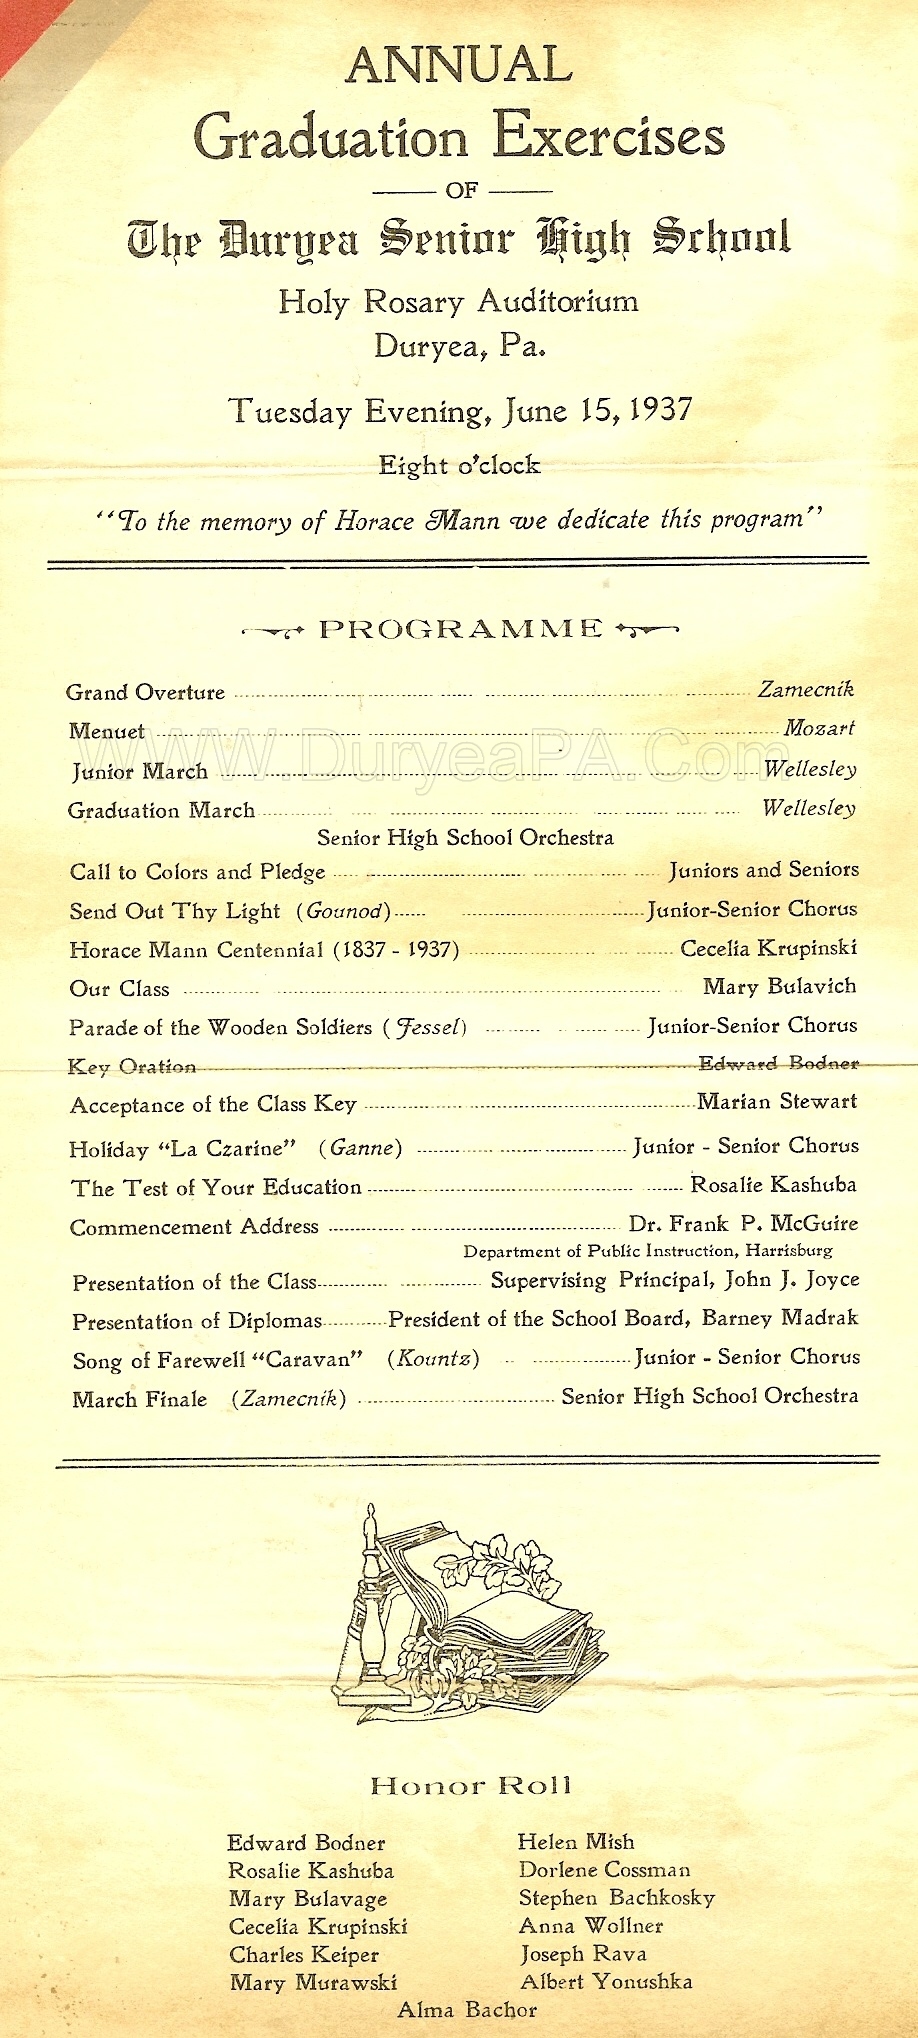 ANNUAL
Graduation Exercises
OF
The Duryea Senior High School
Holy Rosary Auditorium
Duryea, Pa.
Tuesday Evening, June 15, 1937
Eight o'clock
"To the memory of Horace Mann we dedicate this program"
PROGRAMME
Grand Overture Zamecnik
Menuet Mozart
WWW.DuryeaPA.Com
Junior March Wellesley
Graduation March Wellesley
Senior High School Orchestra
Call to Colors and Pledge Juniors and Seniors
Send Out Thy Light (Gounod) Junior-Senior Chorus
Horace Mann Centennial (1837 - 1937) Cecelia Krupinski
Our Class Mary Bulavich
Parade of the Wooden Soldiers (Jessel) Junior-Senior Chorus
Key Oration Edward Bodner
Acceptance of the Class Key Marian Stewart
Holiday "La Czarine" (Ganne) Junior - Senior Chorus
The Test of Your Education Rosalie Kashuba
Commencement Address Dr. Frank P. McGuire
Department of Public Instruction, Harrisburg
Presentation of the Class Supervising Principal, John J. Joyce
Presentation of Diplomas President of the School Board, Barney Madrak
Song of Farewell "Caravan" (Kountz) Junior - Senior Chorus
March Finale (Zamecnik) Senior High School Orchestra
Honor Roll
Edward Bodner Helen Mish
Rosalie Kashuba Dorlene Cossman
Mary Bulavage Stephen Bachkosky
Cecelia Krupinski Anna Wollner
Charles Keiper Joseph Rava
Mary Murawski Albert Yonushka
Alma Bachor